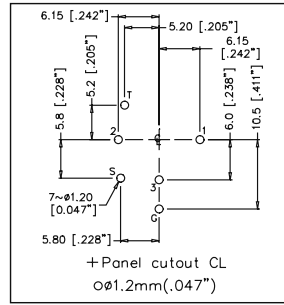 6.15 [.242"]
5.20 [.205"]
6.15
[.242"]
5.2 [.205"]
5.8 [.228"]
6.0 [.238"]
10.5 [.411"]
T
2
℄
1
S
3
G
7~ø1.20
[0.047"]
5.80 [.228"]
+Panel cutout CL
○ø1.2mm(.047")